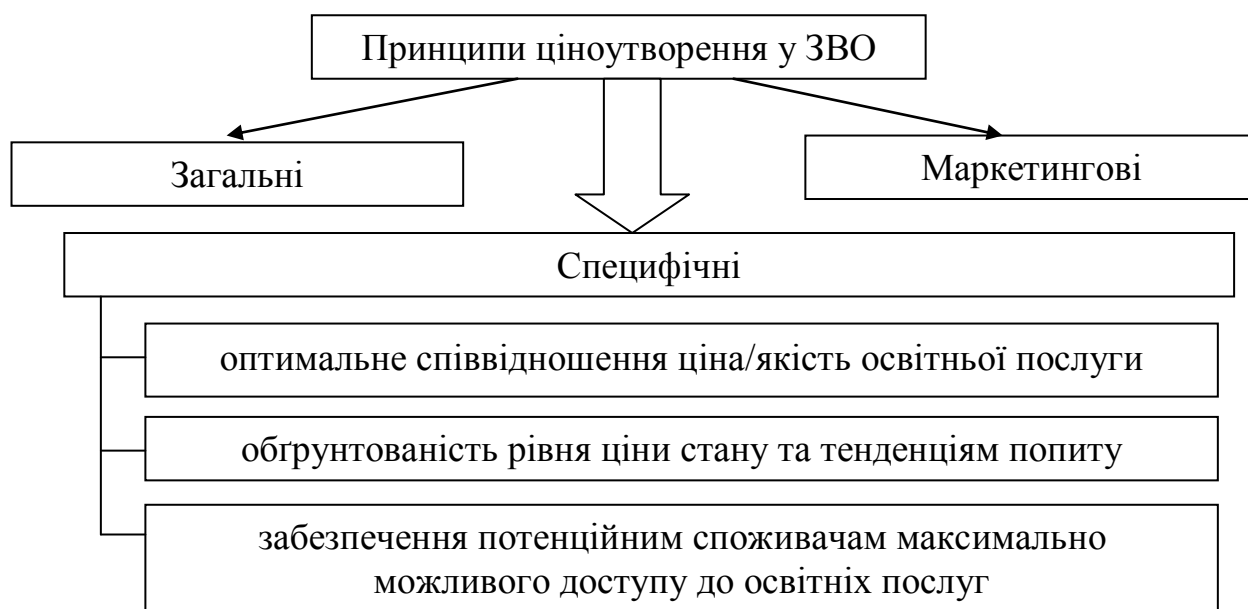 Принципи ціноутворення у ЗВО
Загальні
Маркетингові
Специфічні
оптимальне співвідношення ціна/якість освітньої послуги
обґрунтованість рівня ціни стану та тенденціям попиту
забезпечення потенційним споживачам максимально
можливого доступу до освітніх послуг